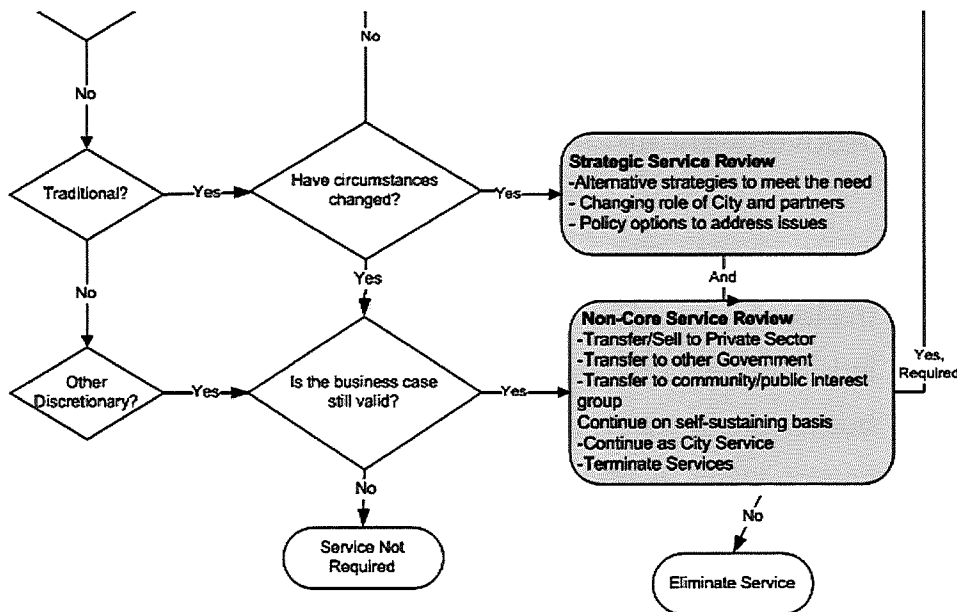 No
No
Traditional?
Yes
Have circumstances
changed?
Yes
Strategic Service Review
-Alternative strategies to meet the need
- Changing role of City and partners
- Policy options to address issues
And
No
Yes
Other
Discretionary?
Yes
Is the business case
still valid?
Yes
Non-Core Service Review
-Transfer/Sell to Private Sector
-Transfer to other Government
-Transfer to community/public interest
group
Continue on self-sustaining basis
-Continue as City Service
-Terminate Services
Yes,
Required
No
Service Not
Required
No
Eliminate Service